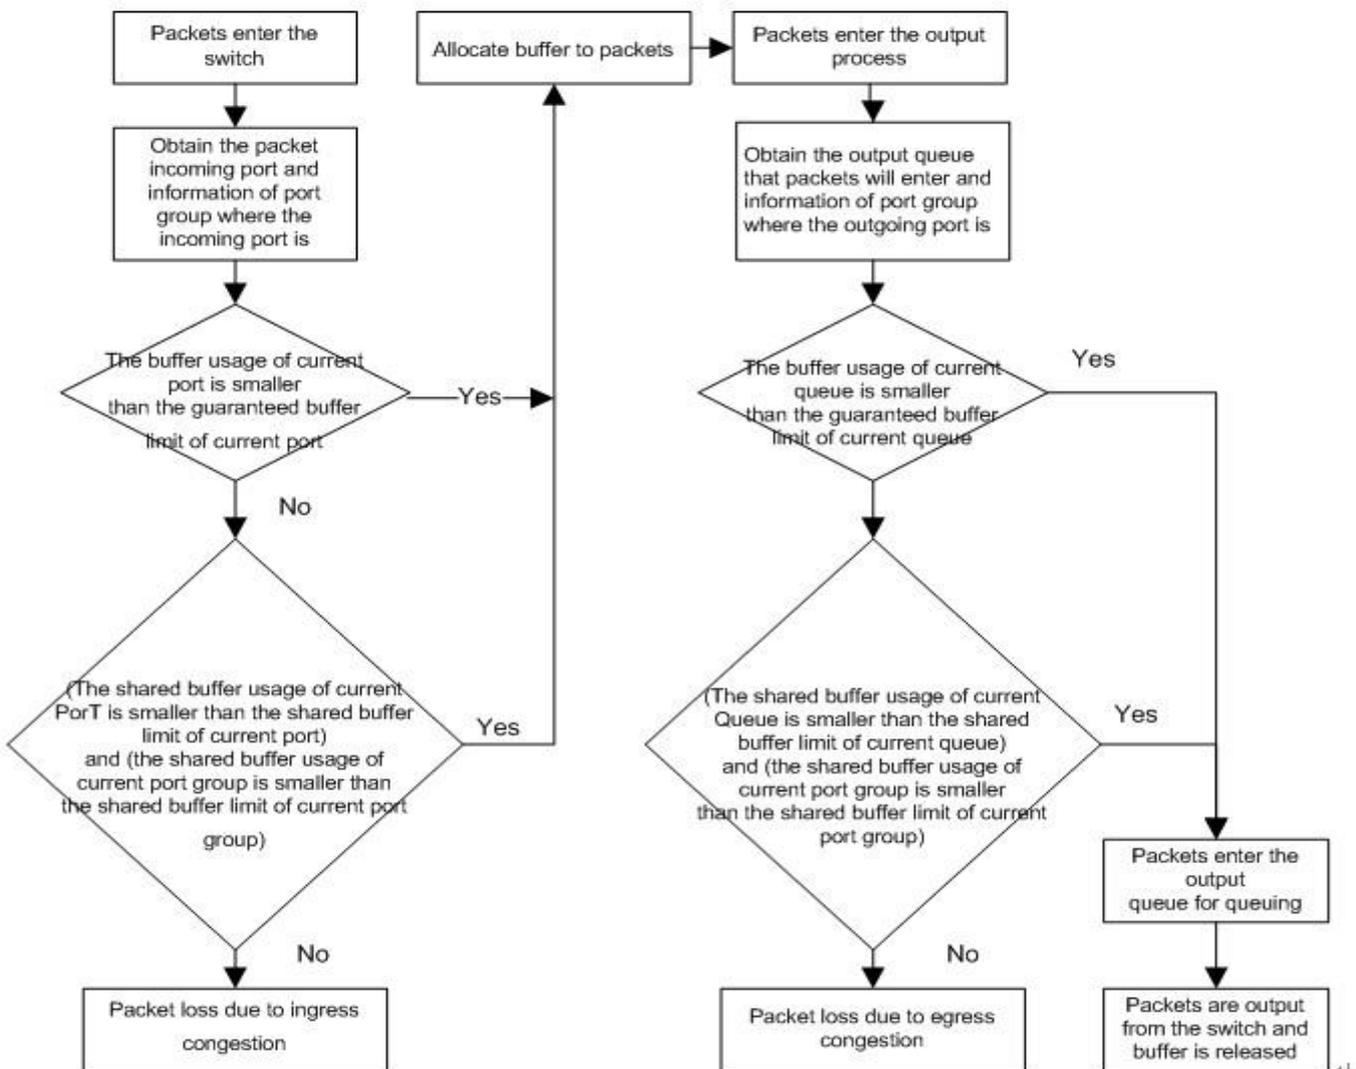 Packets enter the
switch
Obtain the packet
incoming port and
information of port
group where the
incoming port is
The buffer usage of current
port is smaller
than the guaranteed buffer
limit of current port
Yes
No
(The shared buffer usage of current
PorT is smaller than the shared buffer
limit of current port)
and (the shared buffer usage of
current port group is smaller than
the shared buffer limit of current port
group)
Yes
No
Packet loss due to ingress
congestion
Allocate buffer to packets
Packets enter the output
process
Obtain the output queue
that packets will enter and
information of port group
where the outgoing port is
The buffer usage of current
queue is smaller
than the guaranteed buffer
limit of current queue
Yes
(The shared buffer usage of current
Queue is smaller than the shared
buffer limit of current queue)
and (the shared buffer usage of
current port group is smaller
than the shared buffer limit of current
port group)
Yes
No
Packet loss due to egress
congestion
Packets enter the
output
queue for queuing
Packets are output
from the switch and
buffer is released